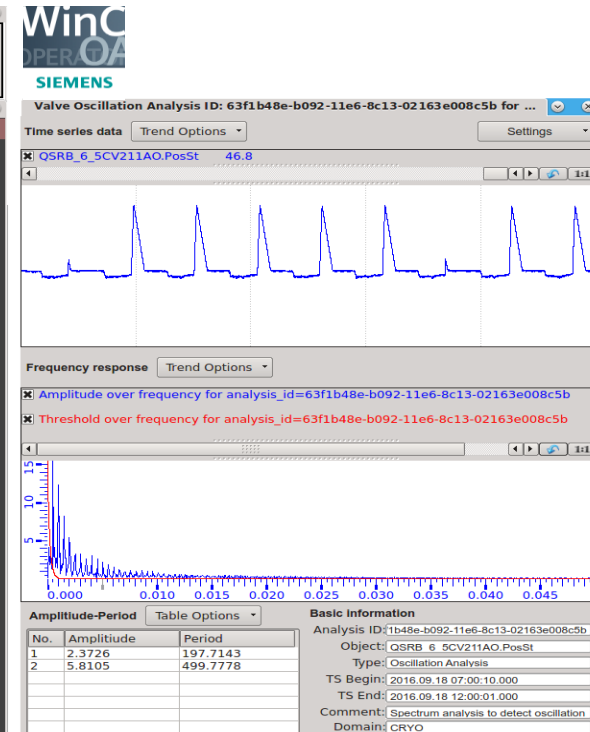 WinC
OPERATOR OA
SIEMENS
Valve Oscillation Analysis ID: 63f1b48e-b092-11e6-8c13-02163e008c5b for ...
Time series data Trend Options Settings
QSRB_6_5CV211AO.PosSt 46.8
1:1
Frequency response Trend Options
Amplitude over frequency for analysis_id=63f1b48e-b092-11e6-8c13-02163e008c5b
Threshold over frequency for analysis_id=63f1b48e-b092-11e6-8c13-02163e008c5b
1:1
15
10
5
0.000 0.010 0.015 0.020 0.025 0.030 0.035 0.040 0.045
Amplitiude-Period Table Options
No. Amplitiude Period
1 2.3726 197.7143
2 5.8105 499.7778
Basic information
Analysis ID: 1b48e-b092-11e6-8c13-02163e008c5b
Object: QSRB_6_5CV211AO.PosSt
Type: Oscillation Analysis
TS Begin: 2016.09.18 07:00:10.000
TS End: 2016.09.18 12:00:01.000
Comment: Spectrum analysis to detect oscillation
Domain: CRYO